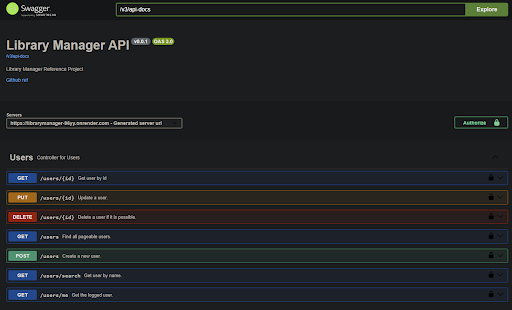 Swagger
Supported by SMARTBEAR
/v3/api-docs
Explore
Library Manager API v0.0.1 OAS 3.0
/v3/api-docs
Library Manager Reference Project
Github ref
Servers
https://librarymanager-99yy.onrender.com - Generated server url
Authorize
Users Controller for Users
GET /users/{id} Get user by id
PUT /users/{id} Update a user.
DELETE /users/{id} Delete a user if it is possible.
GET /users Find all pageable users.
POST /users Create a new user.
GET /users/search Get user by name.
GET /users/me Get the logged user.